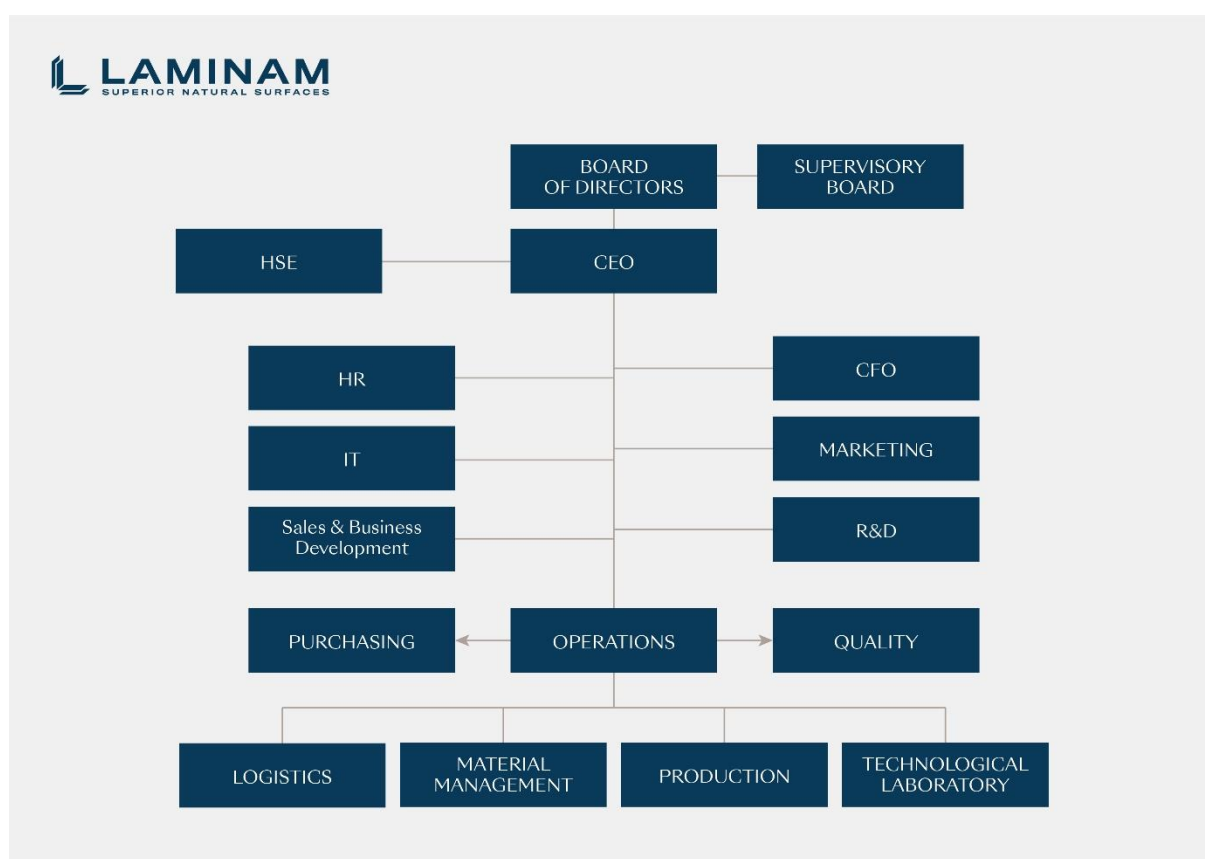 LAMINAM
SUPERIOR NATURAL SURFACES
BOARD
OF DIRECTORS
SUPERVISORY
BOARD
HSE
CEO
HR
CFO
IT
MARKETING
Sales & Business
Development
R&D
PURCHASING
OPERATIONS
QUALITY
LOGISTICS
MATERIAL
MANAGEMENT
PRODUCTION
TECHNOLOGICAL
LABORATORY